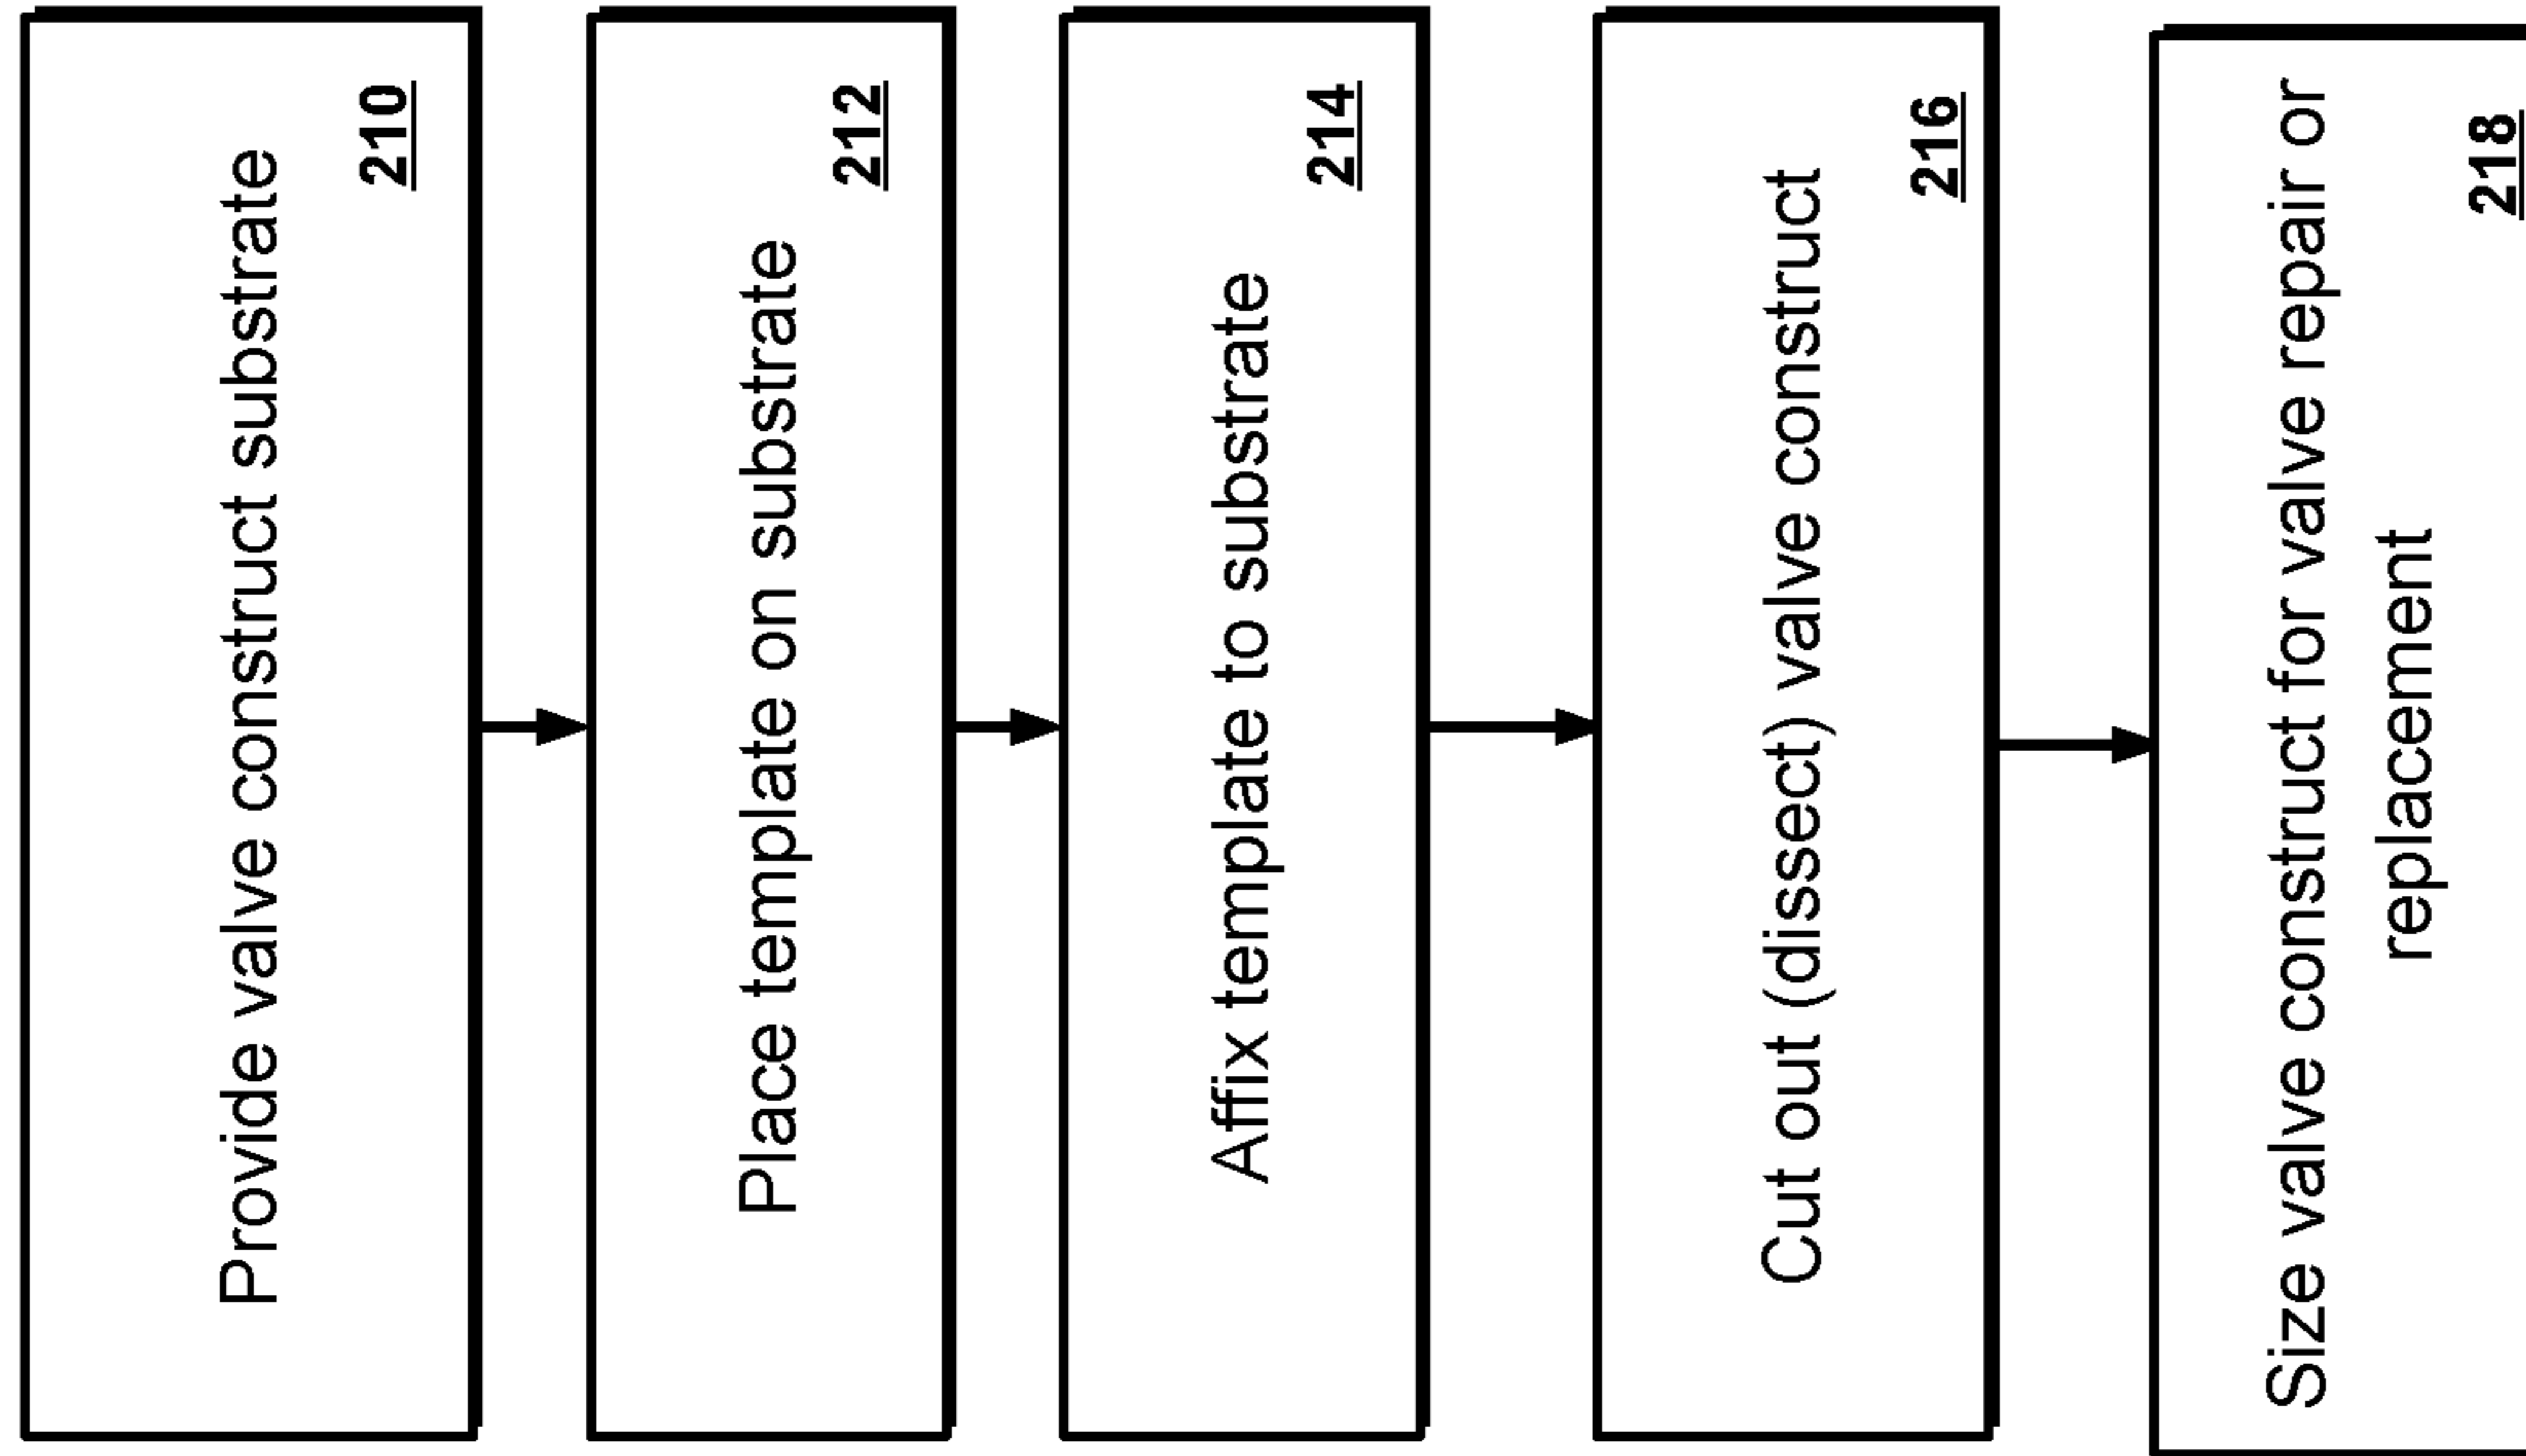 Provide valve construct substrate
210
Place template on substrate
212
Affix template to substrate
214
Cut out (dissect) valve construct
216
Size valve construct for valve repair or
replacement
218